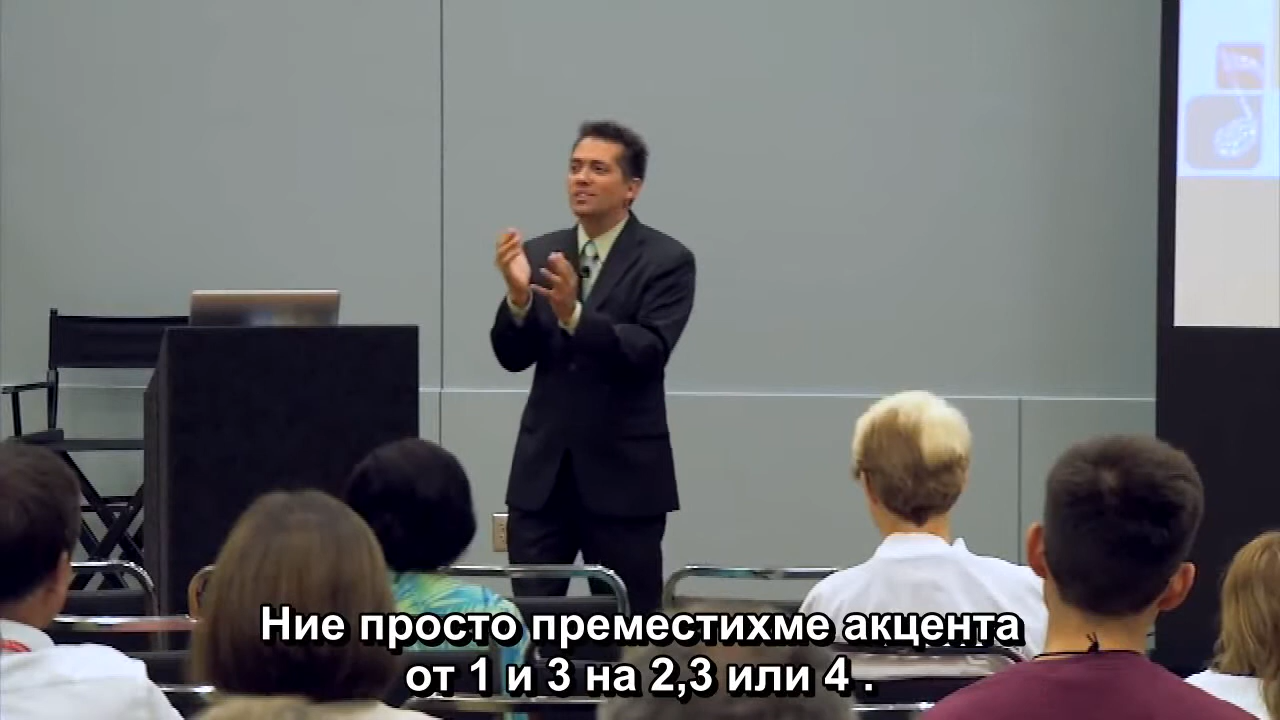 Ние просто преместихме акцента
от 1 и 3 на 2,3 или 4 .